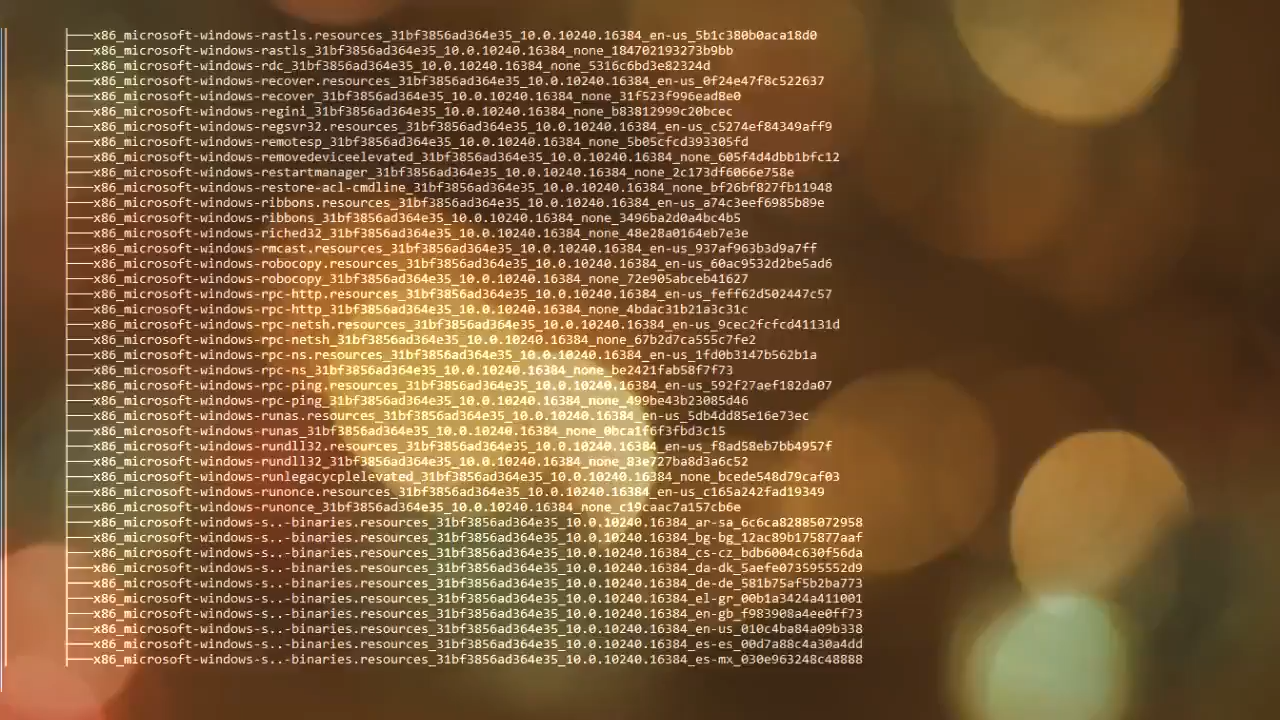 ├──x86_microsoft-windows-rastls.resources_31bf3856ad364e35_10.0.10240.16384_en-us_5b1c380b0aca18d0
├──x86_microsoft-windows-rastls_31bf3856ad364e35_10.0.10240.16384_none_184702193273b9bb
├──x86_microsoft-windows-rdc_31bf3856ad364e35_10.0.10240.16384_none_5316c6bd3e82324d
├──x86_microsoft-windows-recover.resources_31bf3856ad364e35_10.0.10240.16384_en-us_0f24e47f8c522637
├──x86_microsoft-windows-recover_31bf3856ad364e35_10.0.10240.16384_none_31f523f996ead8e0
├──x86_microsoft-windows-regini_31bf3856ad364e35_10.0.10240.16384_none_b83812999c20bcec
├──x86_microsoft-windows-regsvr32.resources_31bf3856ad364e35_10.0.10240.16384_en-us_c5274ef84349aff9
├──x86_microsoft-windows-remotesp_31bf3856ad364e35_10.0.10240.16384_none_5b05cfcd393305fd
├──x86_microsoft-windows-removedeviceelevated_31bf3856ad364e35_10.0.10240.16384_none_605f4d4dbb1bfc12
├──x86_microsoft-windows-restartmanager_31bf3856ad364e35_10.0.10240.16384_none_2c173df6066e758e
├──x86_microsoft-windows-restore-acl-cmdline_31bf3856ad364e35_10.0.10240.16384_none_bf26bf827fb11948
├──x86_microsoft-windows-ribbons.resources_31bf3856ad364e35_10.0.10240.16384_en-us_a74c3eef6985b89e
├──x86_microsoft-windows-ribbons_31bf3856ad364e35_10.0.10240.16384_none_3496ba2d0a4bc4b5
├──x86_microsoft-windows-riched32_31bf3856ad364e35_10.0.10240.16384_none_48e28a0164eb7e3e
├──x86_microsoft-windows-rmcast.resources_31bf3856ad364e35_10.0.10240.16384_en-us_937af963b3d9a7ff
├──x86_microsoft-windows-robocopy.resources_31bf3856ad364e35_10.0.10240.16384_en-us_60ac9532d2be5ad6
├──x86_microsoft-windows-robocopy_31bf3856ad364e35_10.0.10240.16384_none_72e905abceb41627
├──x86_microsoft-windows-rpc-http.resources_31bf3856ad364e35_10.0.10240.16384_en-us_feff62d502447c57
├──x86_microsoft-windows-rpc-http_31bf3856ad364e35_10.0.10240.16384_none_4bdac31b21a3c31c
├──x86_microsoft-windows-rpc-netsh.resources_31bf3856ad364e35_10.0.10240.16384_en-us_9cec2fcfcd41131d
├──x86_microsoft-windows-rpc-netsh_31bf3856ad364e35_10.0.10240.16384_none_67b2d7ca555c7fe2
├──x86_microsoft-windows-rpc-ns.resources_31bf3856ad364e35_10.0.10240.16384_en-us_1fd0b3147b562b1a
├──x86_microsoft-windows-rpc-ns_31bf3856ad364e35_10.0.10240.16384_none_be2421fab58f7f73
├──x86_microsoft-windows-rpc-ping.resources_31bf3856ad364e35_10.0.10240.16384_en-us_592f27aef182da07
├──x86_microsoft-windows-rpc-ping_31bf3856ad364e35_10.0.10240.16384_none_499be43b23085d46
├──x86_microsoft-windows-runas.resources_31bf3856ad364e35_10.0.10240.16384_en-us_5db4dd85e16e73ec
├──x86_microsoft-windows-runas_31bf3856ad364e35_10.0.10240.16384_none_0bca1f6f3fbd3c15
├──x86_microsoft-windows-rundll32.resources_31bf3856ad364e35_10.0.10240.16384_en-us_f8ad58eb7bb4957f
├──x86_microsoft-windows-rundll32_31bf3856ad364e35_10.0.10240.16384_none_83e727ba8d3a6c52
├──x86_microsoft-windows-runlegacycplelevated_31bf3856ad364e35_10.0.10240.16384_none_bcede548d79caf03
├──x86_microsoft-windows-runonce.resources_31bf3856ad364e35_10.0.10240.16384_en-us_c165a242fad19349
├──x86_microsoft-windows-runonce_31bf3856ad364e35_10.0.10240.16384_none_c19caac7a157cb6e
├──x86_microsoft-windows-s..-binaries.resources_31bf3856ad364e35_10.0.10240.16384_ar-sa_6c6ca82885072958
├──x86_microsoft-windows-s..-binaries.resources_31bf3856ad364e35_10.0.10240.16384_bg-bg_12ac89b175877aaf
├──x86_microsoft-windows-s..-binaries.resources_31bf3856ad364e35_10.0.10240.16384_cs-cz_bdb6004c630f56da
├──x86_microsoft-windows-s..-binaries.resources_31bf3856ad364e35_10.0.10240.16384_da-dk_5aefe073595552d9
├──x86_microsoft-windows-s..-binaries.resources_31bf3856ad364e35_10.0.10240.16384_de-de_581b75af5b2ba773
├──x86_microsoft-windows-s..-binaries.resources_31bf3856ad364e35_10.0.10240.16384_el-gr_00b1a3424a411001
├──x86_microsoft-windows-s..-binaries.resources_31bf3856ad364e35_10.0.10240.16384_en-gb_f983908a4ee0ff73
├──x86_microsoft-windows-s..-binaries.resources_31bf3856ad364e35_10.0.10240.16384_en-us_010c4ba84a09b338
├──x86_microsoft-windows-s..-binaries.resources_31bf3856ad364e35_10.0.10240.16384_es-es_00d7a88c4a30a4dd
├──x86_microsoft-windows-s..-binaries.resources_31bf3856ad364e35_10.0.10240.16384_es-mx_030e963248c48888